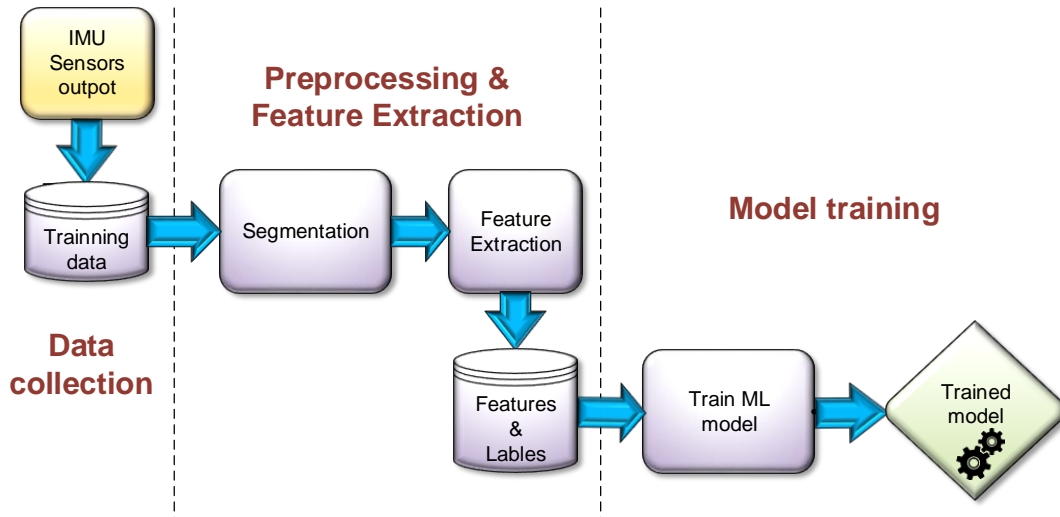 IMU
Sensors
outpot
Trainning
data
Data
collection
Preprocessing &
Feature Extraction
Segmentation
Feature
Extraction
Features
&
Lables
Model training
Train ML
model
Trained
model